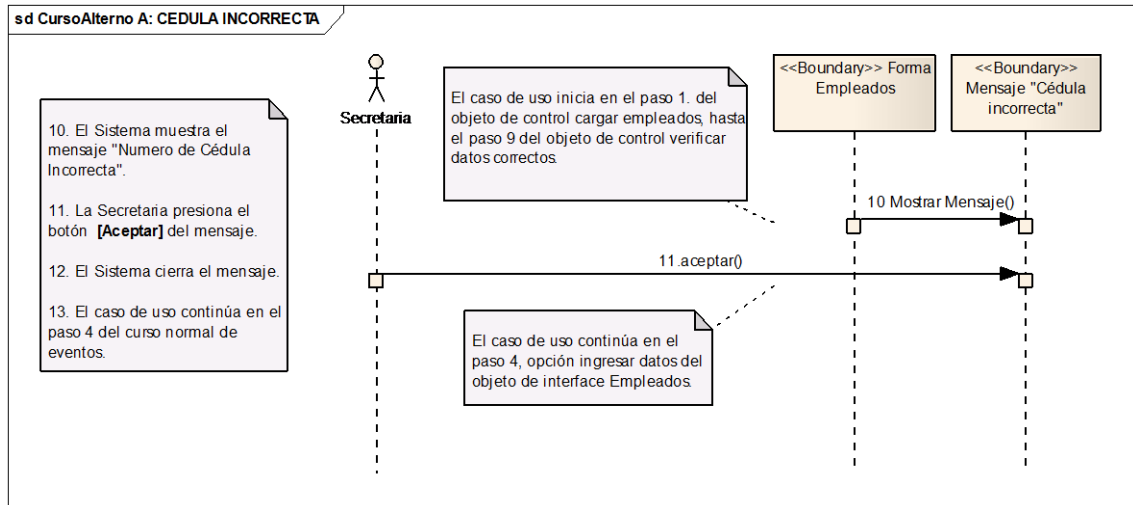 sd CursoAlterno A: CEDULA INCORRECTA
10. El Sistema muestra el
mensaje "Numero de Cédula
Incorrecta".
11. La Secretaria presiona el
botón [Aceptar] del mensaje.
12. El Sistema cierra el mensaje.
13. El caso de uso continúa en el
paso 4 del curso normal de
eventos.
Secretaria
El caso de uso inicia en el paso 1. del
objeto de control cargar empleados, hasta
el paso 9 del objeto de control verificar
datos correctos.
<<Boundary>> Forma
Empleados
<<Boundary>>
Mensaje "Cédula
incorrecta"
10 Mostrar Mensaje()
11.aceptar()
El caso de uso continúa en el
paso 4, opción ingresar datos del
objeto de interface Empleados.